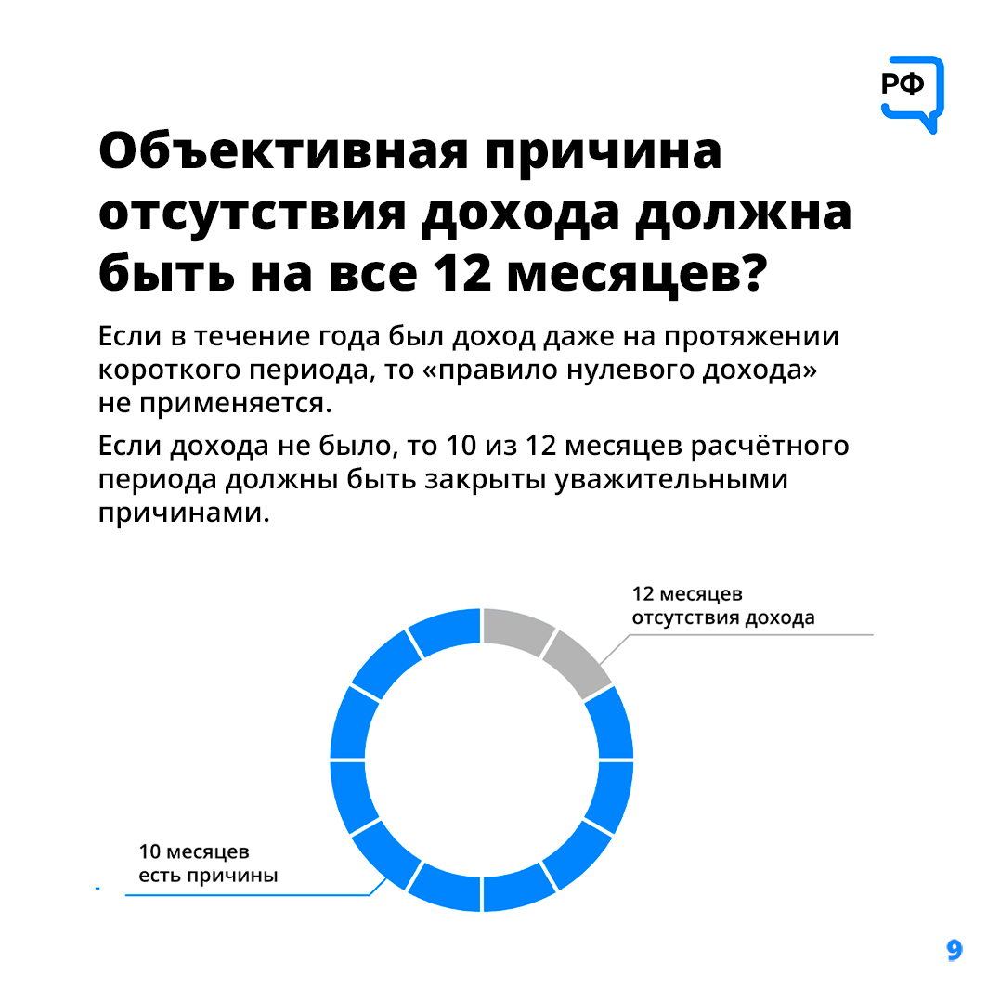 РФ
Объективная причина
отсутствия дохода должна
быть на все 12 месяцев?
Если в течение года был доход даже на протяжении
короткого периода, то «правило нулевого дохода»
не применяется.
Если дохода не было, то 10 из 12 месяцев расчётного
периода должны быть закрыты уважительными
причинами.
12 месяцев
отсутствия дохода
10 месяцев
есть причины
9